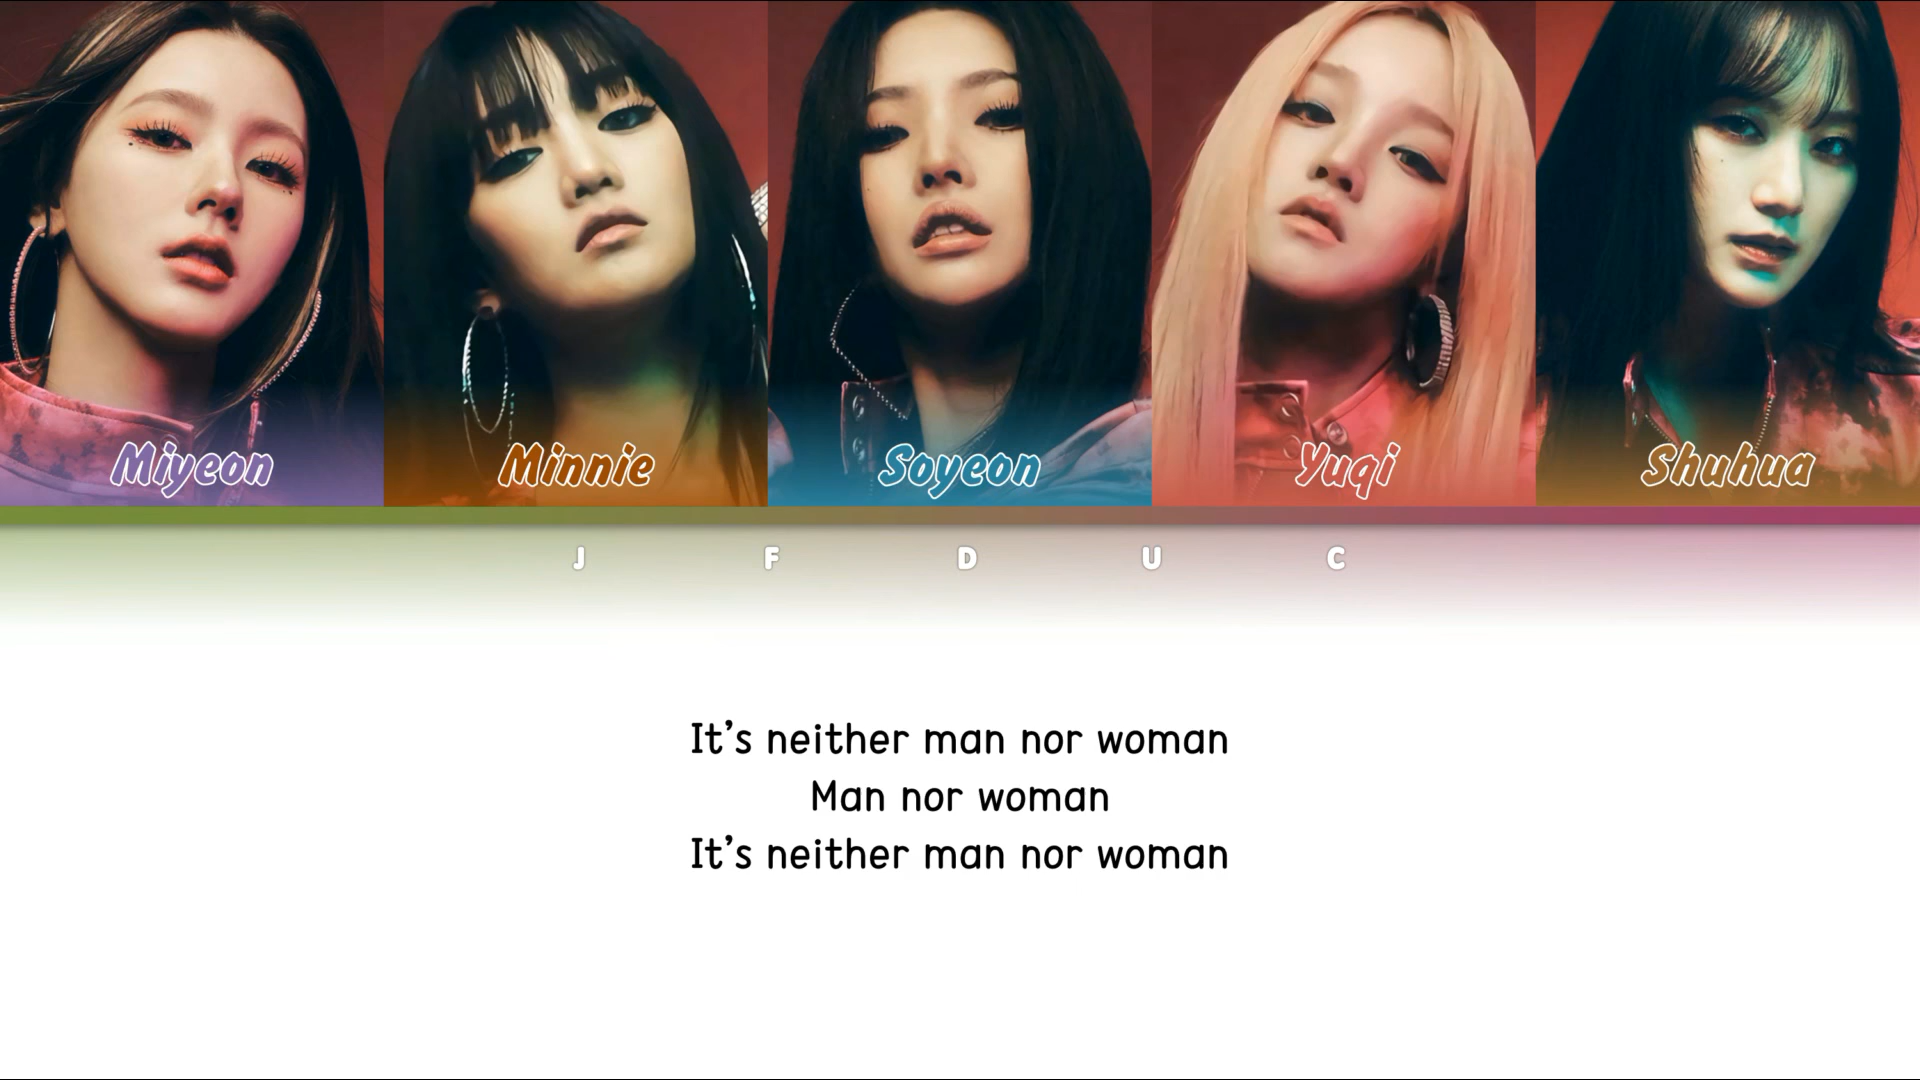 Miyeon Minnie Soyeon Yuqi Shuhua
J F D U C
It's neither man nor woman
Man nor woman
It's neither man nor woman